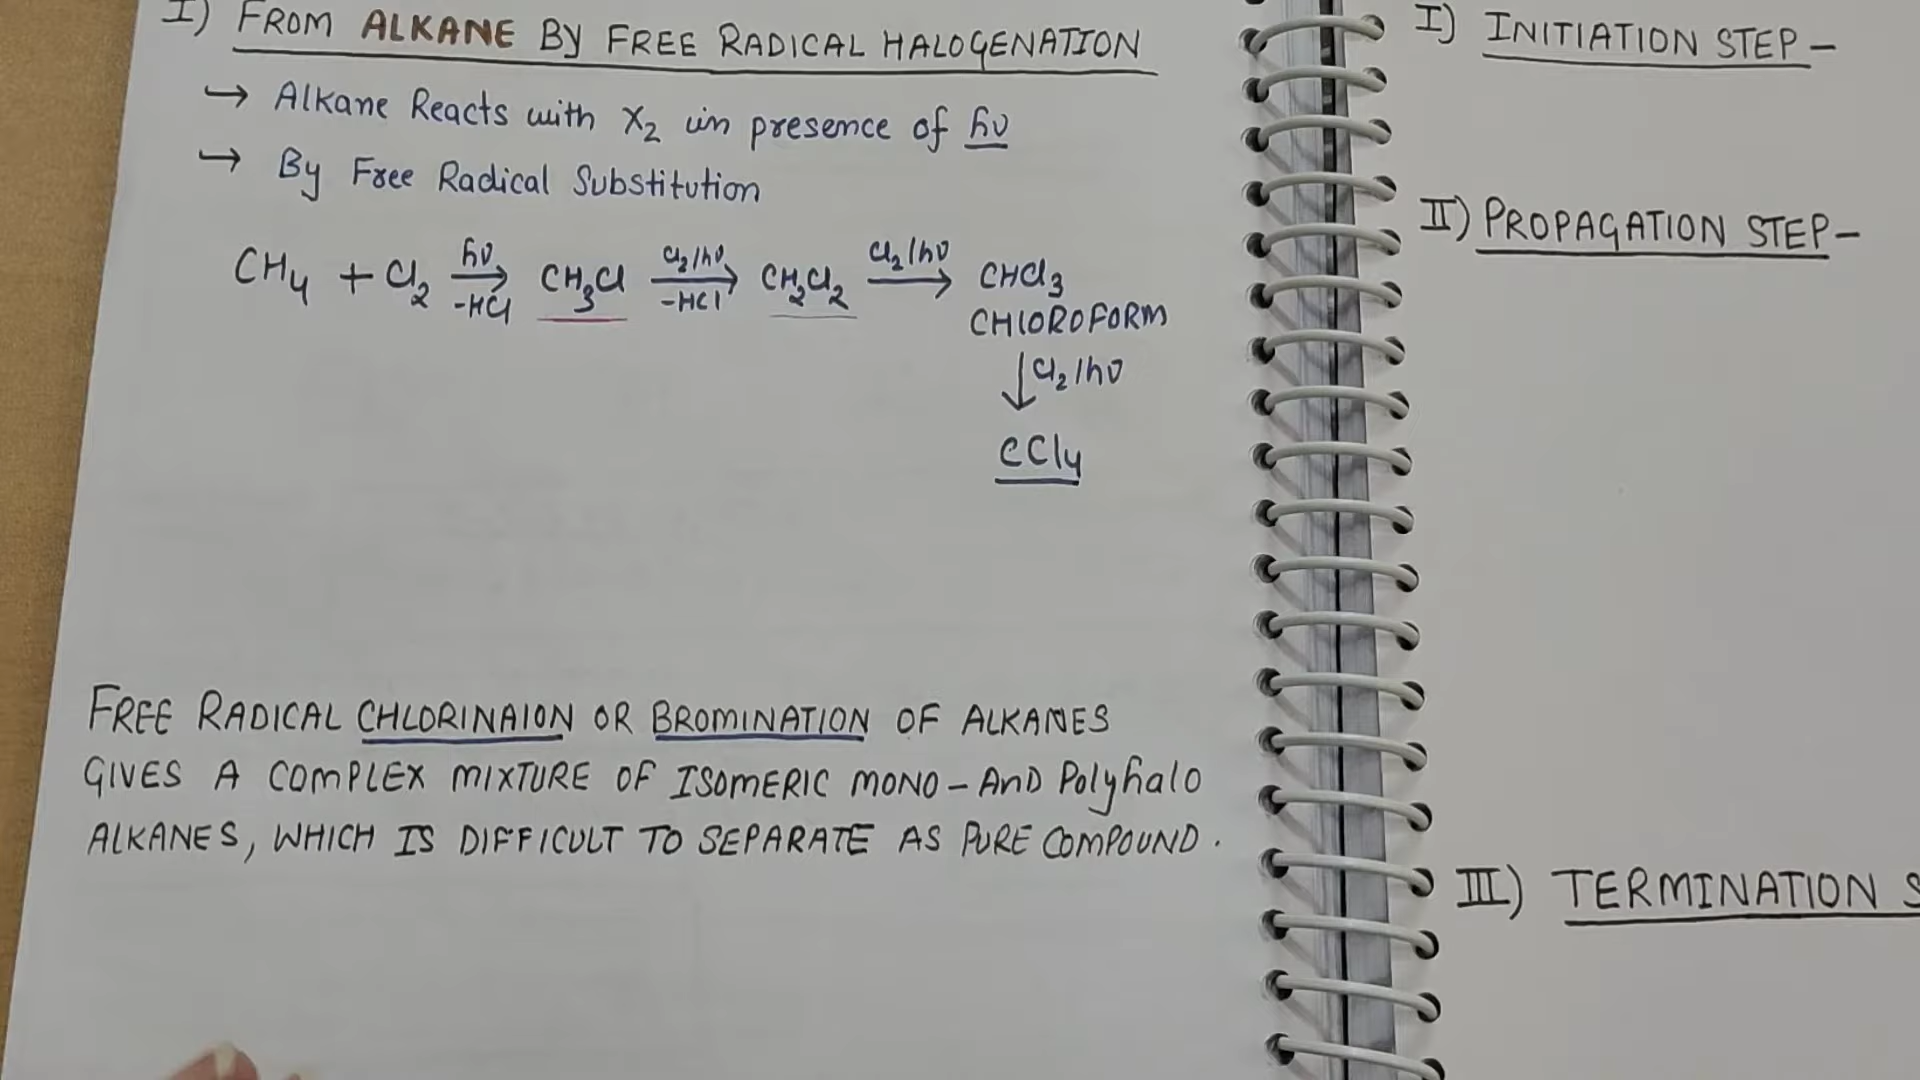 I) FROM ALKANE BY FREE RADICAL HALOGENATION
→ Alkane Reacts with X₂ in presence of hν
→ By Free Radical Substitution
hν Cl₂/hν Cl₂/hν
CH₄ + Cl₂ → CH₃Cl → CH₂Cl₂ → CHCl₃
-HCl -HCl
CHLOROFORM
↓ Cl₂/hν
CCl₄
FREE RADICAL CHLORINAION OR BROMINATION OF ALKANES
GIVES A COMPLEX MIXTURE OF ISOMERIC MONO- AND Polyhalo
ALKANES, WHICH IS DIFFICULT TO SEPARATE AS PURE COMPOUND.
I) INITIATION STEP -
II) PROPAGATION STEP -
III) TERMINATION S